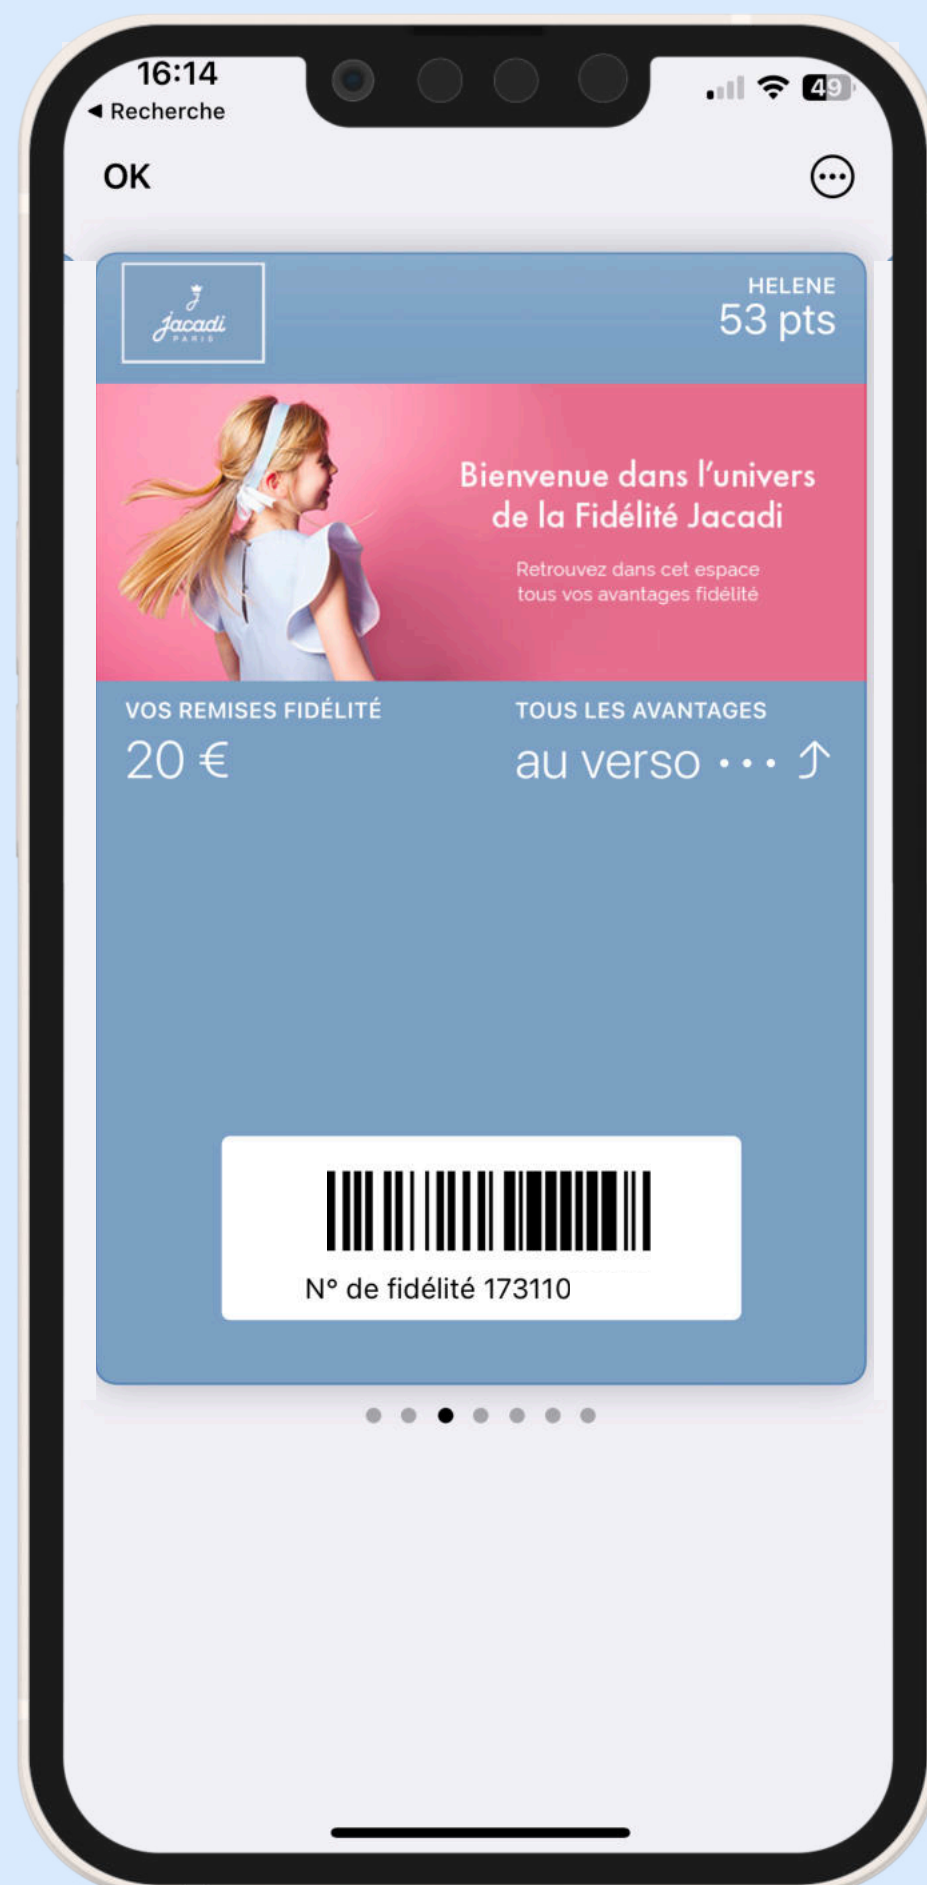 16:14
49
◀ Recherche
OK
J
Jacadi
PARIS
HELENE
53 pts
Bienvenue dans l’univers
de la Fidélité Jacadi
Retrouvez dans cet espace
tous vos avantages fidélité
VOS REMISES FIDÉLITÉ
20 €
TOUS LES AVANTAGES
au verso ··· ⤴
N° de fidélité 173110